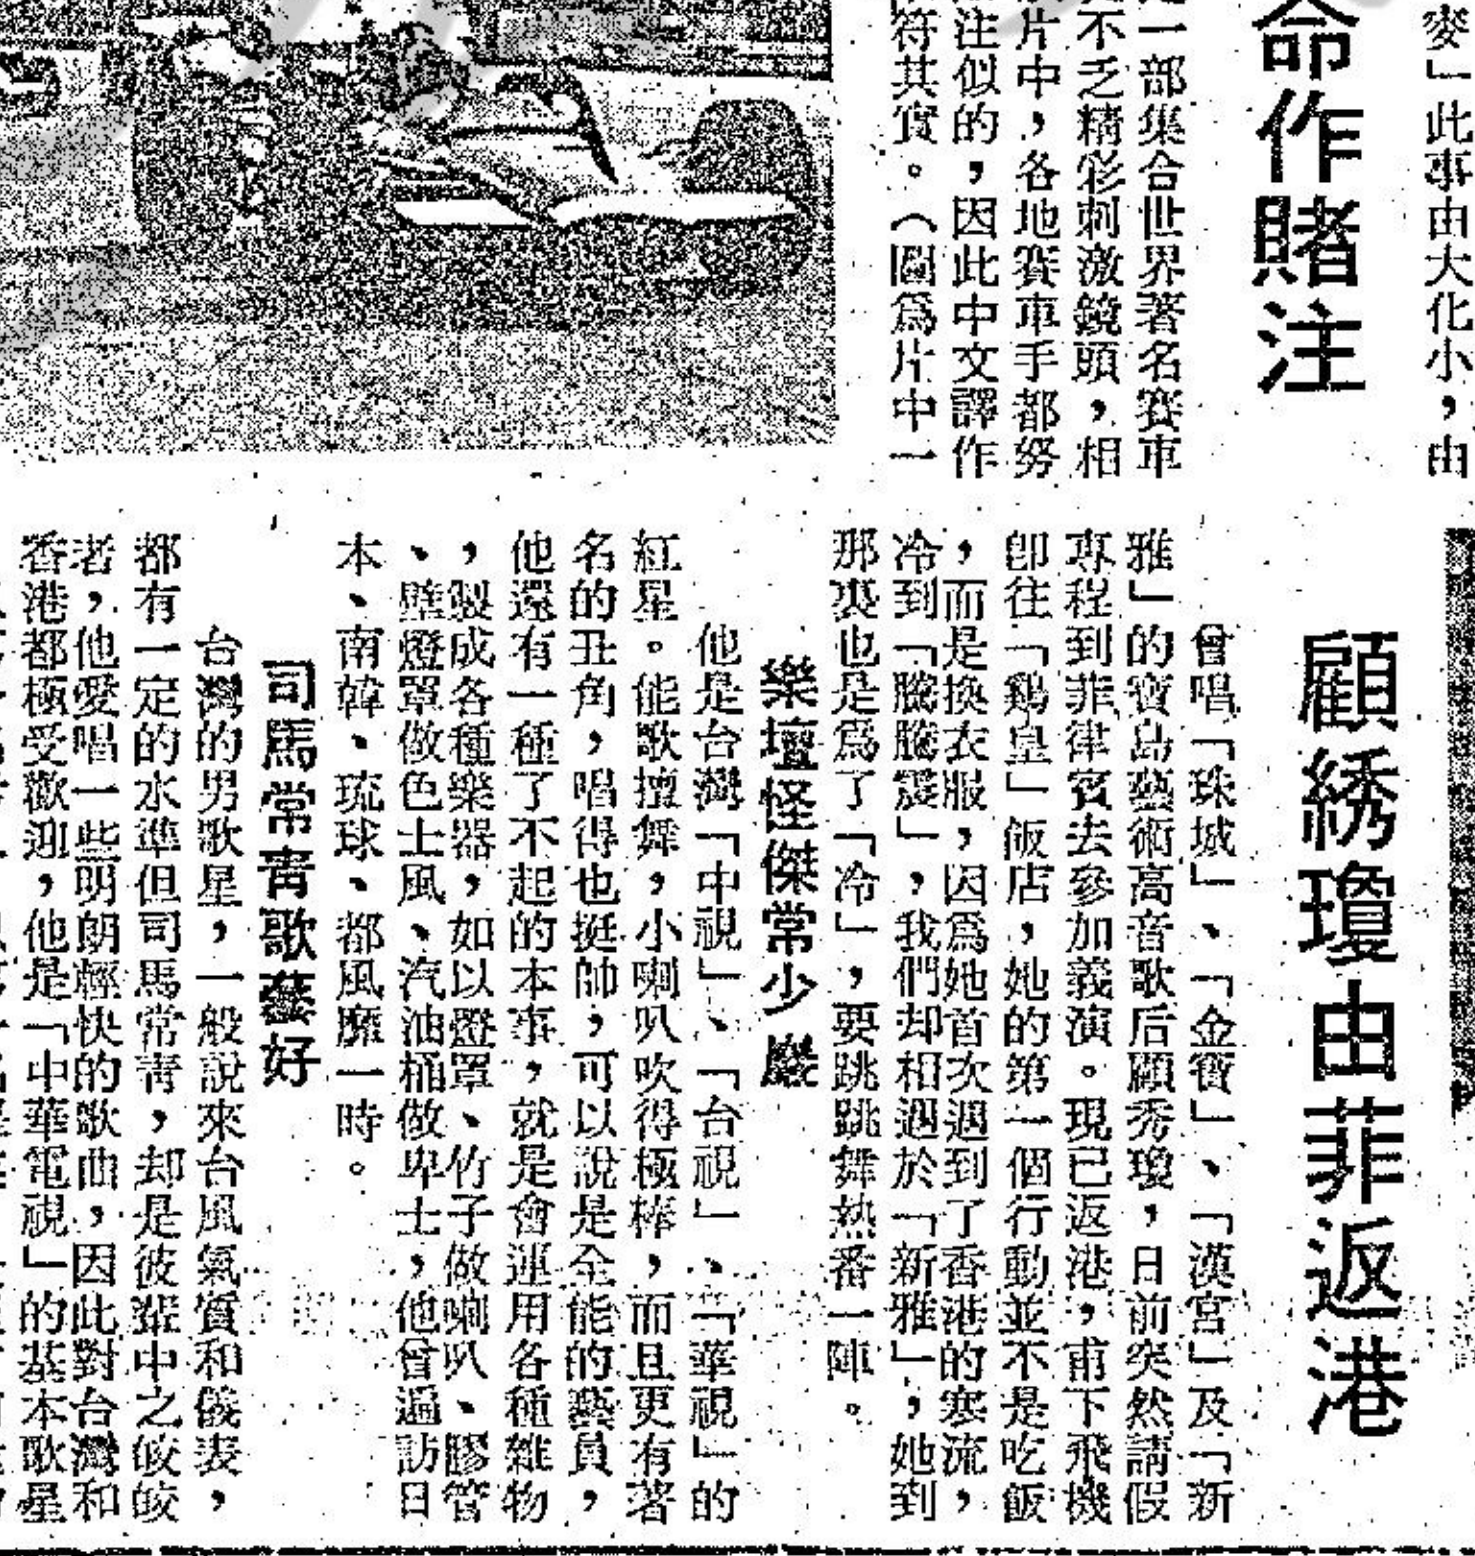 麥」此事由大化小，由
命作賭注
一部集合世界著名賽車
不乏精彩刺激鏡頭，相
片中，各地賽車手都努
注似的，因此中文譯作
符其實。（圖爲片中一
顧綉瓊由菲返港
曾唱「珠城」、「金寶」、「漢宮」及「新
雅」的寶島藝術高音歌后顧秀瓊，日前突然請假
專程到菲律賓去參加義演。現已返港，甫下飛機
卽往「鷄皇」飯店，她的第一個行動並不是吃飯
，而是換衣服，因爲她首次遇到了香港的寒流，
冷到「騰騰震」，我們却相遇於「新雅」，她到
那裏也是爲了「冷」，要跳跳舞熱番一陣。
樂壇怪傑常少巖
他是台灣「中視」、「台視」、「華視」的
紅星。能歌擅舞，小喇叭吹得極棒，而且更有著
名的丑角，唱得也挺帥，可以說是全能的藝員，
他還有一種了不起的本事，就是會運用各種雜物
，製成各種樂器，如以燈罩、竹子做喇叭、膠管
、壁燈罩做色士風、汽油桶做卑士，他曾遍訪日
本、南韓、琉球、都風靡一時。
司馬常青歌藝好
台灣的男歌星，一般說來台風氣質和儀表，
都有一定的水準但司馬常靑，却是彼輩中之皎皎
者，他愛唱一些明朗輕快的歌曲，因此對台灣和
香港都極受歡迎，他是「中華電視」的基本歌星